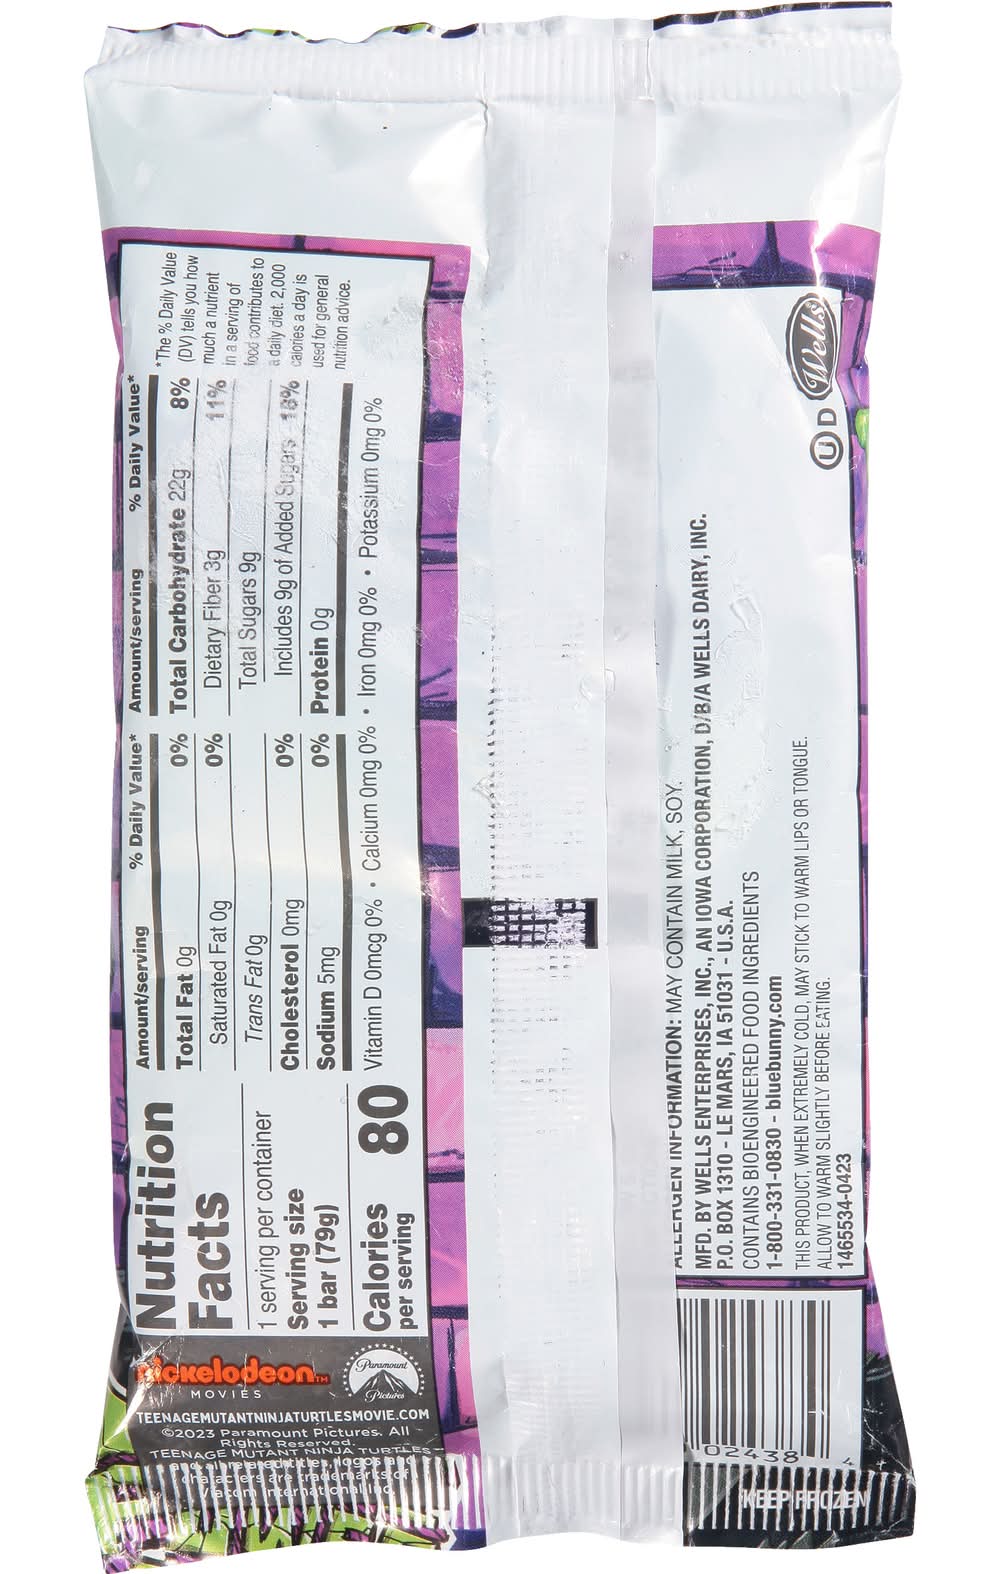 Nutrition
Facts
1 serving per container
Serving size
1 bar (79g)
Calories
per serving
80
Amount/serving % Daily Value*
Total Fat 0g 0%
Saturated Fat 0g 0%
Trans Fat 0g
Cholesterol 0mg 0%
Sodium 5mg 0%
Amount/serving % Daily Value*
Total Carbohydrate 22g 8%
Dietary Fiber 3g 11%
Total Sugars 9g
Includes 9g of Added Sugars 18%
Protein 0g
Vitamin D 0mcg 0% • Calcium 0mg 0% • Iron 0mg 0% • Potassium 0mg 0%
*The % Daily Value
(DV) tells you how
much a nutrient
in a serving of
food contributes to
a daily diet. 2,000
calories a day is
used for general
nutrition advice.
ALLERGEN INFORMATION: MAY CONTAIN MILK, SOY.
MFD. BY WELLS ENTERPRISES, INC., AN IOWA CORPORATION, D/B/A WELLS DAIRY, INC.
P.O. BOX 1310 - LE MARS, IA 51031 - U.S.A.
CONTAINS BIOENGINEERED FOOD INGREDIENTS
1-800-331-0830 - bluebunny.com
THIS PRODUCT, WHEN EXTREMELY COLD, MAY STICK TO WARM LIPS OR TONGUE.
ALLOW TO WARM SLIGHTLY BEFORE EATING.
1465534-0423
U D
Wells
nickelodeon TM
MOVIES
Paramount
Pictures
TEENAGEMUTANTNINJATURTLESMOVIE.COM
©2023 Paramount Pictures. All
Rights Reserved.
TEENAGE MUTANT NINJA TURTLES
and all related titles, logos and
characters are trademarks of
Viacom International Inc.
02438 4
KEEP FROZEN